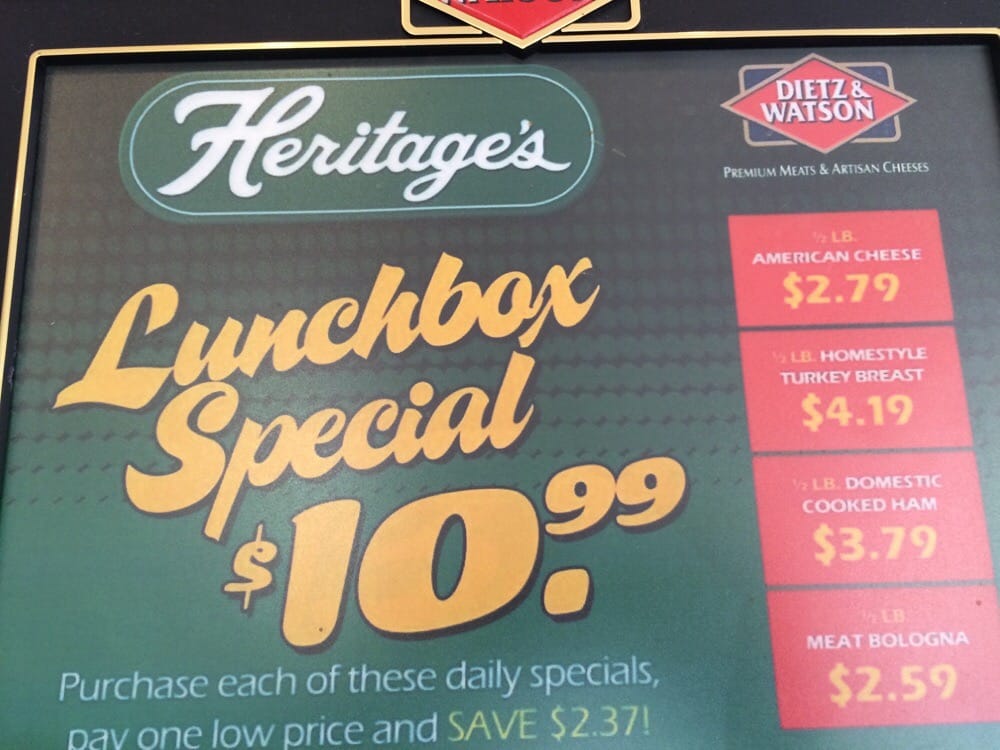 Heritage's
DIETZ &
WATSON
PREMIUM MEATS & ARTISAN CHEESES
Lunchbox
Special
$10.99
Purchase each of these daily specials,
pay one low price and SAVE $2.37!
½ LB.
AMERICAN CHEESE
$2.79
½ LB. HOMESTYLE
TURKEY BREAST
$4.19
½ LB. DOMESTIC
COOKED HAM
$3.79
½ LB.
MEAT BOLOGNA
$2.59